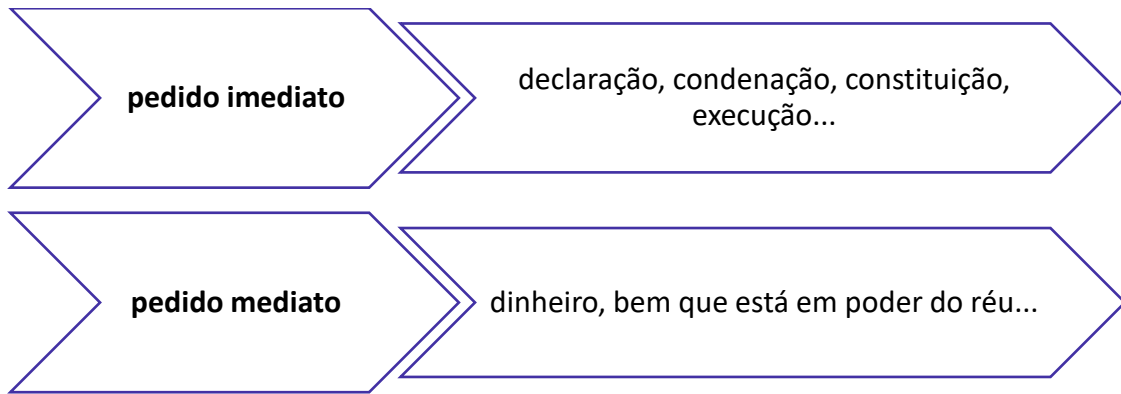 pedido imediato
declaração, condenação, constituição,
execução...
pedido mediato
dinheiro, bem que está em poder do réu...